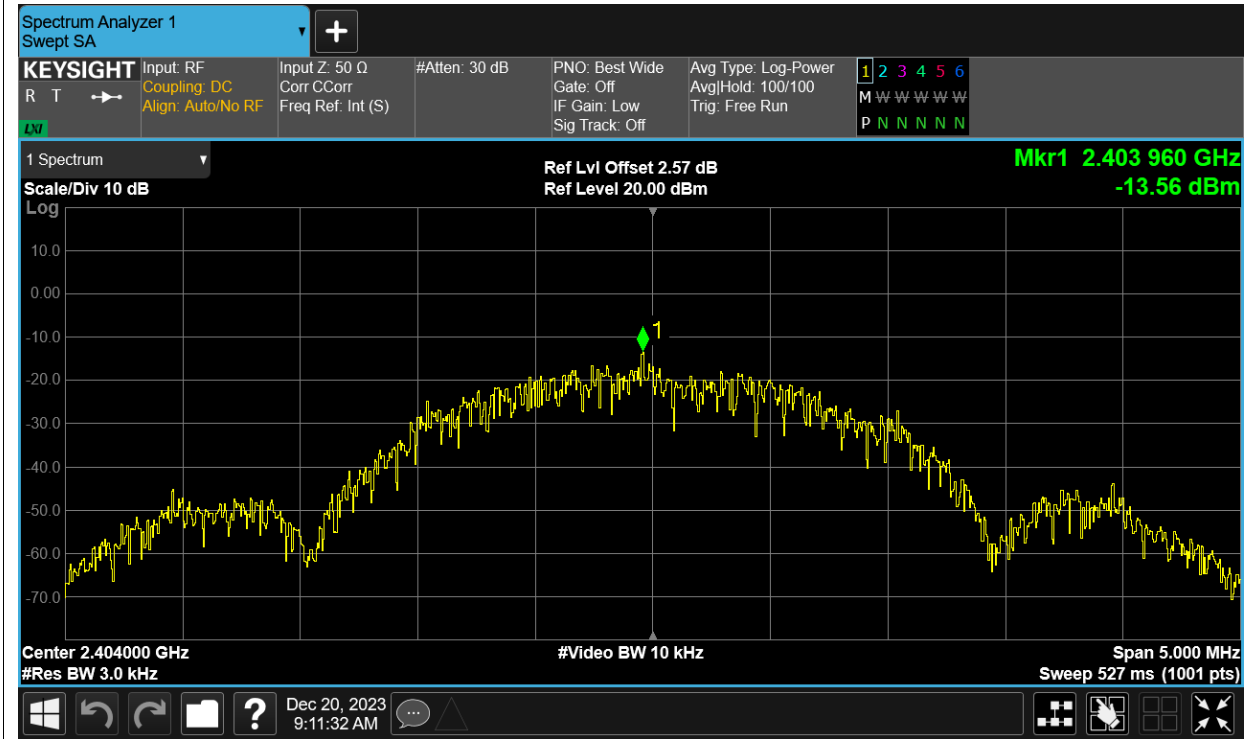 Spectrum Analyzer 1
Swept SA
KEYSIGHT
R T
LXI
Input: RF
Coupling: DC
Align: Auto/No RF
Input Z: 50 Ω
Corr CCorr
Freq Ref: Int (S)
#Atten: 30 dB
PNO: Best Wide
Gate: Off
IF Gain: Low
Sig Track: Off
Avg Type: Log-Power
Avg|Hold: 100/100
Trig: Free Run
1 2 3 4 5 6
M W W W W W W
P N N N N N N
1 Spectrum
Scale/Div 10 dB
Log
Ref Lvl Offset 2.57 dB
Ref Level 20.00 dBm
Mkr1 2.403 960 GHz
-13.56 dBm
10.0
0.00
-10.0
-20.0
-30.0
-40.0
-50.0
-60.0
-70.0
1
Center 2.404000 GHz
#Res BW 3.0 kHz
#Video BW 10 kHz
Span 5.000 MHz
Sweep 527 ms (1001 pts)
?
Dec 20, 2023
9:11:32 AM